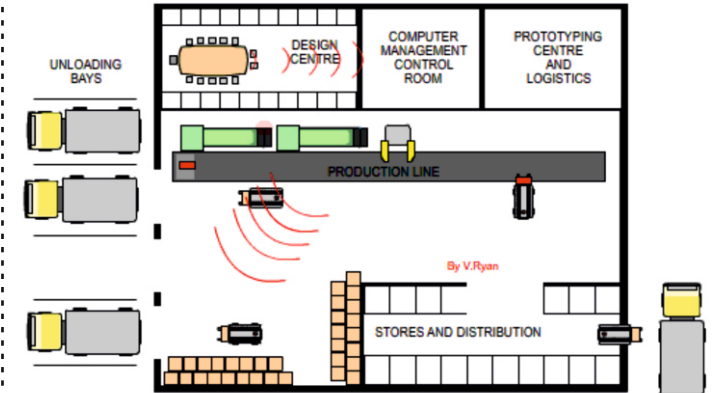 UNLOADING
BAYS
DESIGN
CENTRE
COMPUTER
MANAGEMENT
CONTROL
ROOM
PROTOTYPING
CENTRE
AND
LOGISTICS
PRODUCTION LINE
By V.Ryan
STORES AND DISTRIBUTION